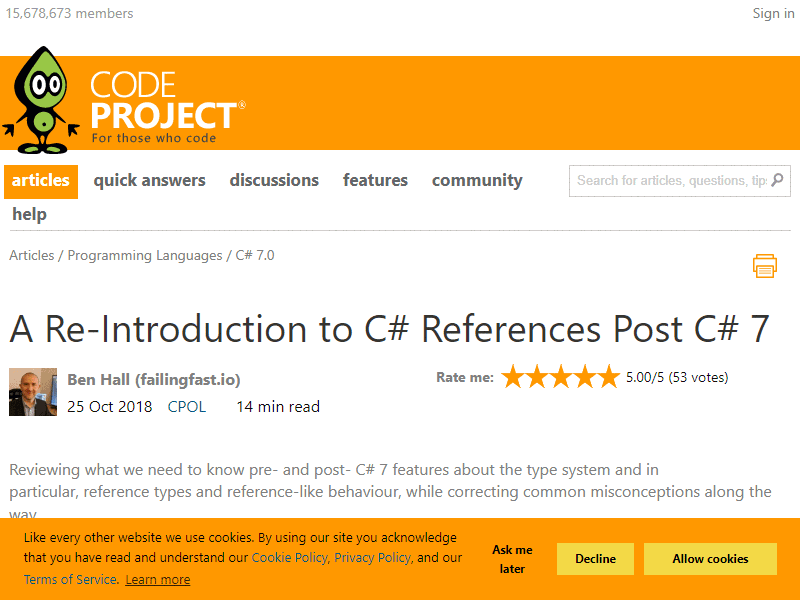 15,678,673 members
Sign in
CODE
PROJECT®
For those who code
articles quick answers discussions features community
Search for articles, questions, tips
help
Articles / Programming Languages / C# 7.0
A Re-Introduction to C# References Post C# 7
Ben Hall (failingfast.io)
Rate me: 5.00/5 (53 votes)
25 Oct 2018 CPOL 14 min read
Reviewing what we need to know pre- and post- C# 7 features about the type system and in
particular, reference types and reference-like behaviour, while correcting common misconceptions along the
way.
Like every other website we use cookies. By using our site you acknowledge
that you have read and understand our Cookie Policy, Privacy Policy, and our
Terms of Service. Learn more
Ask me
later
Decline
Allow cookies